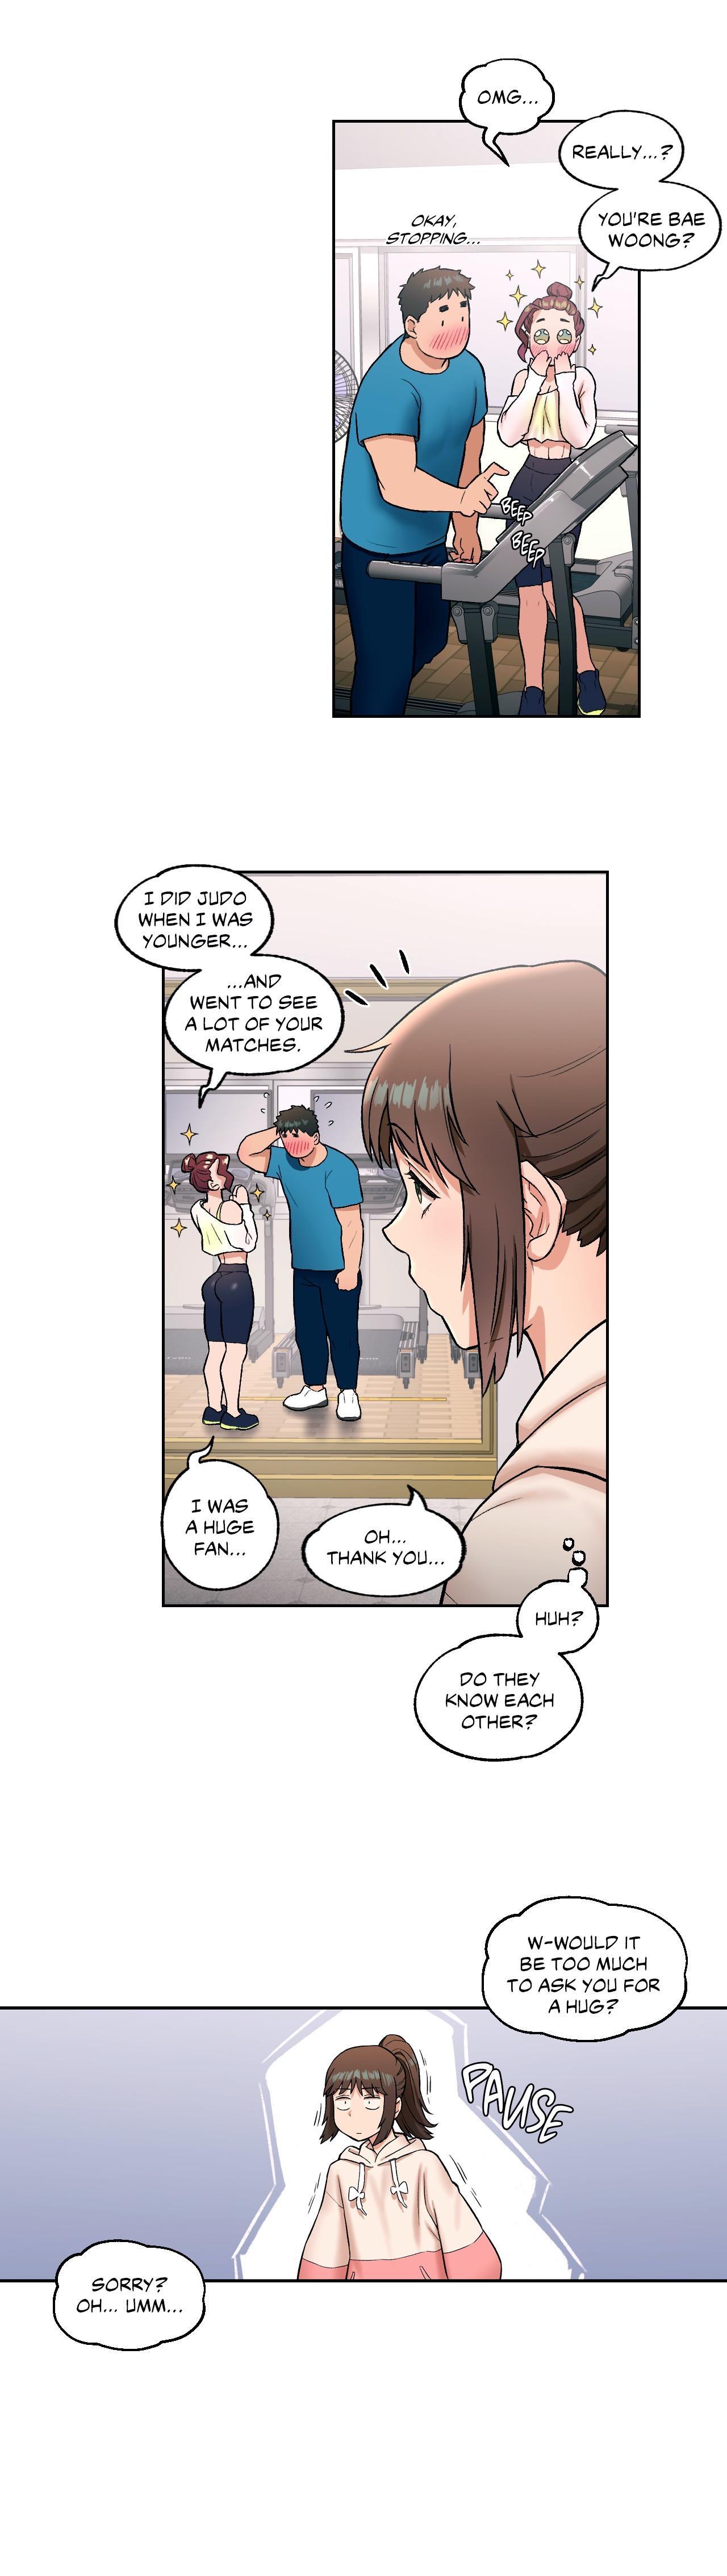 OMG...
REALLY...?
YOU'RE BAE
WOONG?
OKAY,
STOPPING...
BEEP
BEEP
I DID JUDO
WHEN I WAS
YOUNGER...
...AND
WENT TO SEE
A LOT OF YOUR
MATCHES.
I WAS
A HUGE
FAN...
OH...
THANK YOU...
HUH?
DO THEY
KNOW EACH
OTHER?
W-WOULD IT
BE TOO MUCH
TO ASK YOU FOR
A HUG?
PAUSE
SORRY?
OH... UMM...